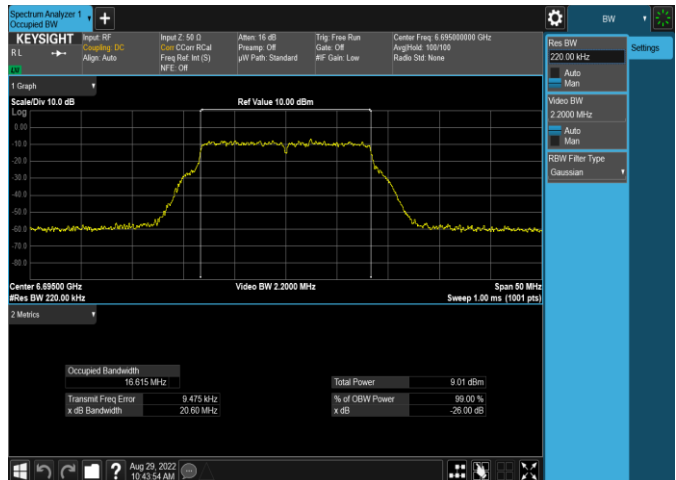 Spectrum Analyzer 1
Occupied BW
KEYSIGHT
RL
Input: RF
Coupling: DC
Align: Auto
Input Z: 50 Ω
Corr CCorr RCal
Freq Ref: Int (S)
NFE: Off
Atten: 16 dB
Preamp: Off
µW Path: Standard
Trig: Free Run
Gate: Off
#IF Gain: Low
Center Freq: 6.695000000 GHz
Avg|Hold: 100/100
Radio Std: None
1 Graph
Scale/Div 10.0 dB
Ref Value 10.00 dBm
Log
0.00
-10.0
-20.0
-30.0
-40.0
-50.0
-60.0
-70.0
-80.0
Center 6.69500 GHz
Video BW 2.2000 MHz
Span 50 MHz
#Res BW 220.00 kHz
Sweep 1.00 ms (1001 pts)
2 Metrics
Occupied Bandwidth
16.615 MHz
Total Power 9.01 dBm
Transmit Freq Error 9.475 kHz
% of OBW Power 99.00 %
x dB Bandwidth 20.60 MHz
x dB -26.00 dB
Aug 29, 2022
10:43:54 AM
BW
Settings
Res BW
220.00 kHz
Auto
Man
Video BW
2.2000 MHz
Auto
Man
RBW Filter Type
Gaussian